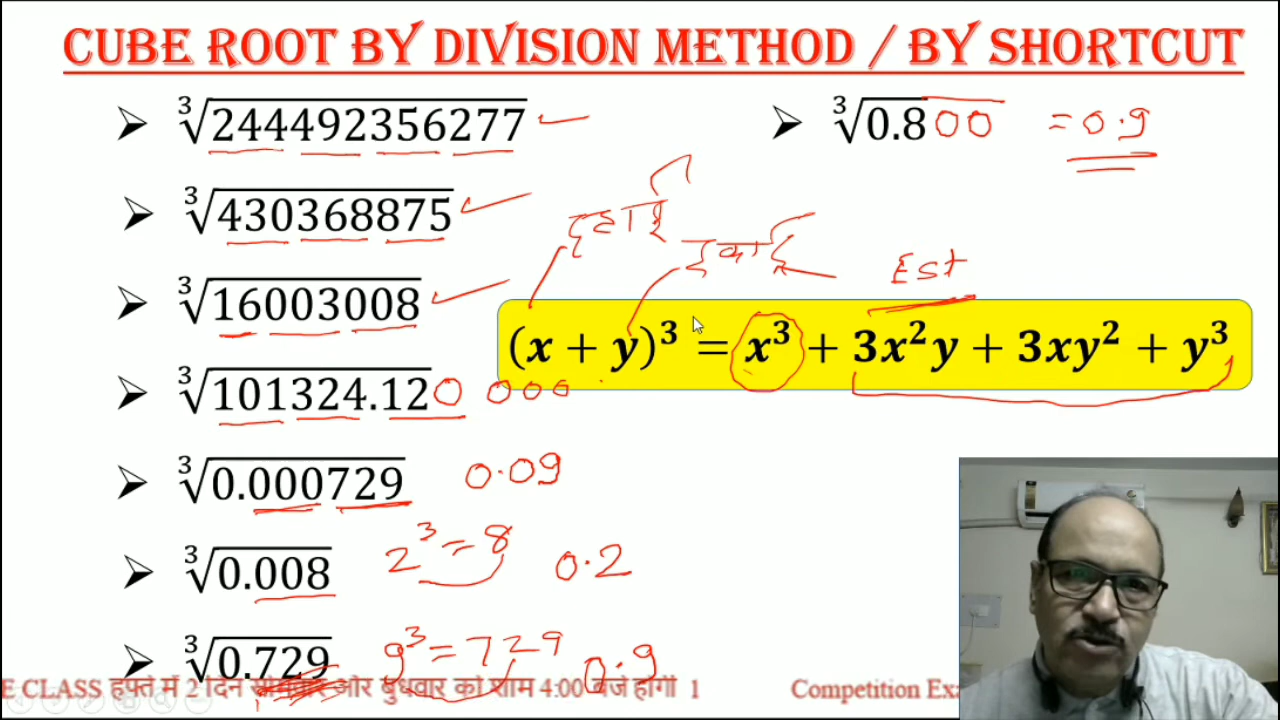 CUBE ROOT BY DIVISION METHOD / BY SHORTCUT
➢ ∛244492356277
➢ ∛0.800 = 0.9
➢ ∛430368875
दहाई
इकाई
Est
➢ ∛16003008
(x + y)³ = x³ + 3x²y + 3xy² + y³
➢ ∛101324.120 000
➢ ∛0.000729 0.09
➢ ∛0.008 2³ = 8 0.2
➢ ∛0.729 9³ = 729 0.9
E CLASS हफ्ते में 2 दिन सोमवार और बुधवार को शाम 4:00 बजे होगी 1 Competition Exa